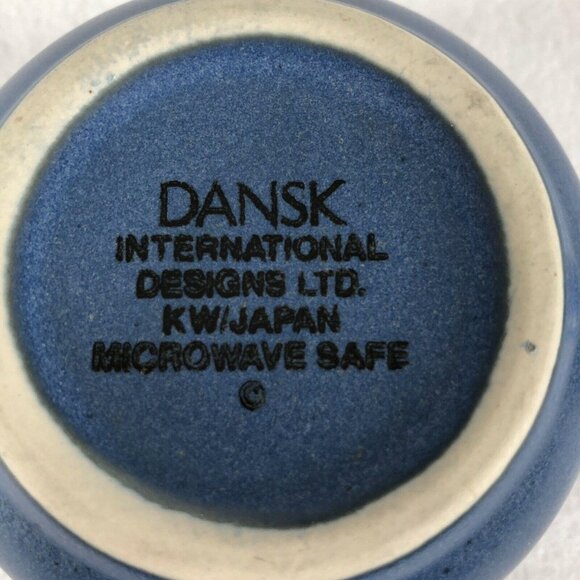 DANSK
INTERNATIONAL
DESIGNS LTD.
KW/JAPAN
MICROWAVE SAFE
©